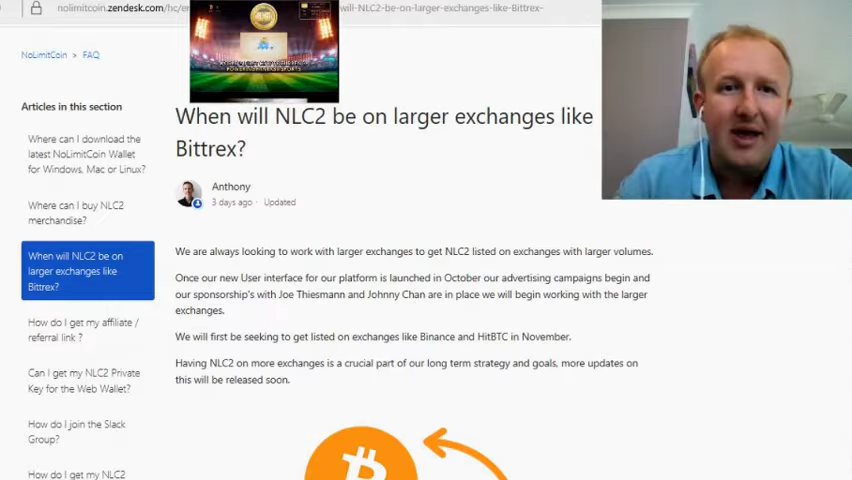 nolimitcoin.zendesk.com/hc/e
will-NLC2-be-on-larger-exchanges-like-Bittrex-
NoLimitCoin > FAQ
Articles in this section
Where can I download the
latest NoLimitCoin Wallet
for Windows, Mac or Linux?
Where can I buy NLC2
merchandise?
When will NLC2 be on
larger exchanges like
Bittrex?
How do I get my affiliate /
referral link ?
Can I get my NLC2 Private
Key for the Web Wallet?
How do I join the Slack
Group?
How do I get my NLC2
When will NLC2 be on larger exchanges like
Bittrex?
Anthony
3 days ago · Updated
We are always looking to work with larger exchanges to get NLC2 listed on exchanges with larger volumes.
Once our new User interface for our platform is launched in October our advertising campaigns begin and
our sponsorship's with Joe Thiesmann and Johnny Chan are in place we will begin working with the larger
exchanges.
We will first be seeking to get listed on exchanges like Binance and HitBTC in November.
Having NLC2 on more exchanges is a crucial part of our long term strategy and goals, more updates on
this will be released soon.